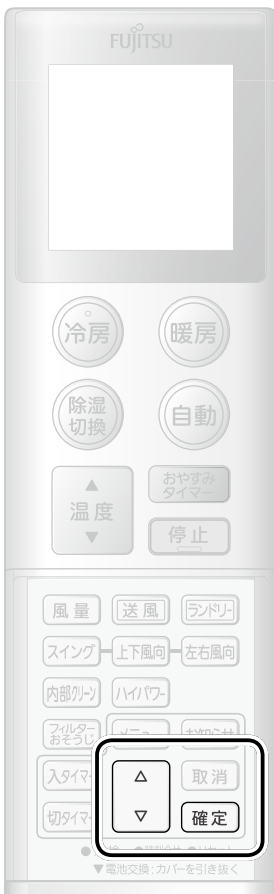 FUJITSU
冷房 暖房
除湿
切換
自動
▲
温度
▼
おやすみ
タイマー
停止
風量 送風 ランドリー
スイング 上下風向 左右風向
内部クリーン ハイパワー
フィルター
おそうじ
入タイマー △ 取消
切タイマー ▽ 確定
▼電池交換:カバーを引き抜く